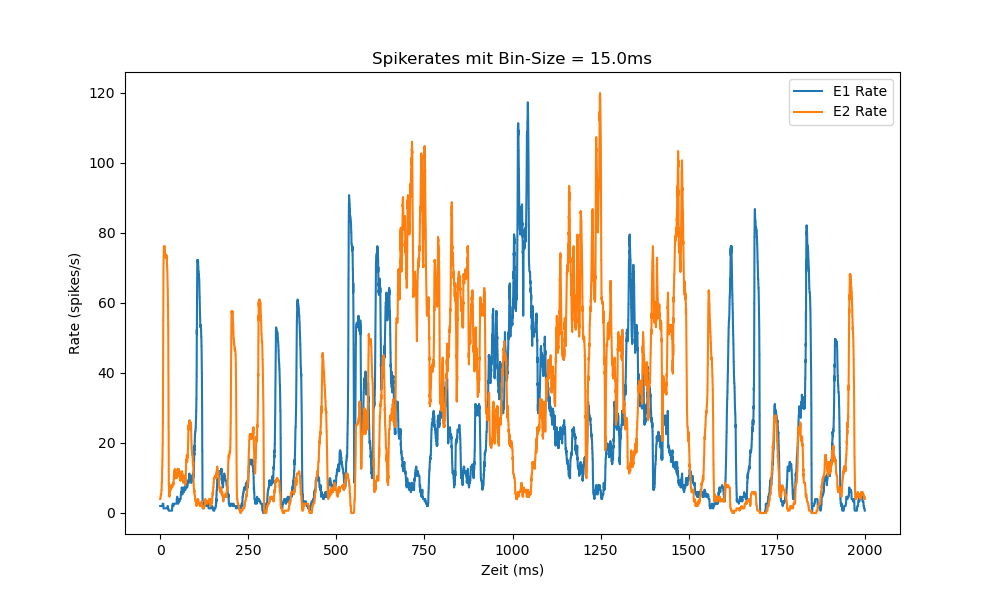 Spikerates mit Bin-Size = 15.0ms
E1 Rate
E2 Rate
Rate (spikes/s)
120
100
80
60
40
20
0
0 250 500 750 1000 1250 1500 1750 2000
Zeit (ms)